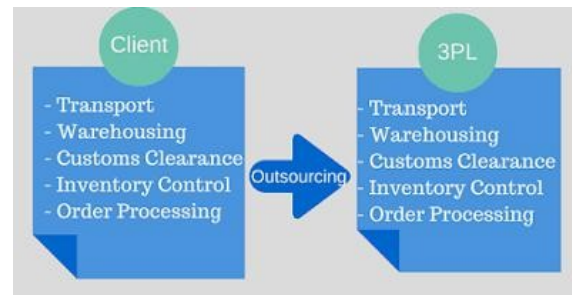 Client
- Transport
- Warehousing
- Customs Clearance
- Inventory Control
- Order Processing
Outsourcing
3PL
- Transport
- Warehousing
- Customs Clearance
- Inventory Control
- Order Processing